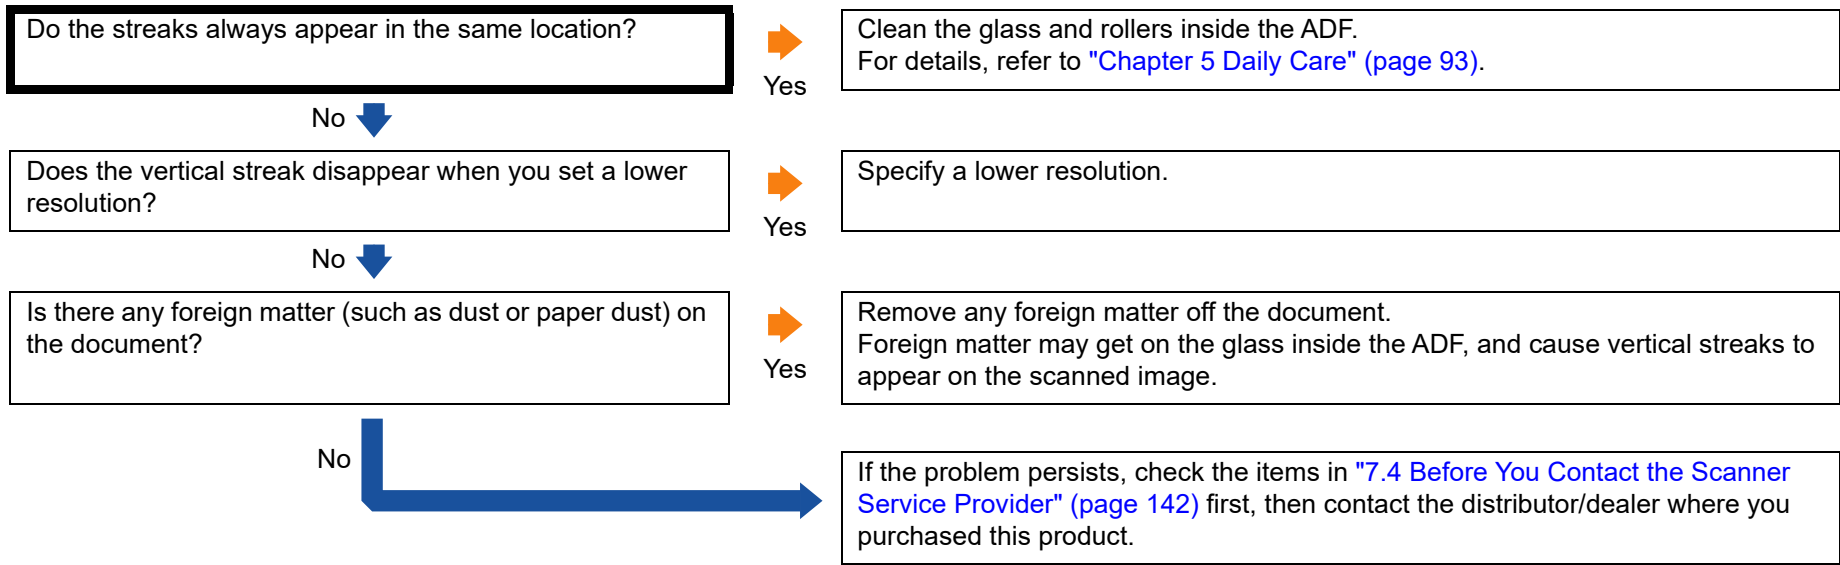 Do the streaks always appear in the same location?
Yes
Clean the glass and rollers inside the ADF.
For details, refer to "Chapter 5 Daily Care" (page 93).
No
Does the vertical streak disappear when you set a lower
resolution?
Yes
Specify a lower resolution.
No
Is there any foreign matter (such as dust or paper dust) on
the document?
Yes
Remove any foreign matter off the document.
Foreign matter may get on the glass inside the ADF, and cause vertical streaks to
appear on the scanned image.
No
If the problem persists, check the items in "7.4 Before You Contact the Scanner
Service Provider" (page 142) first, then contact the distributor/dealer where you
purchased this product.